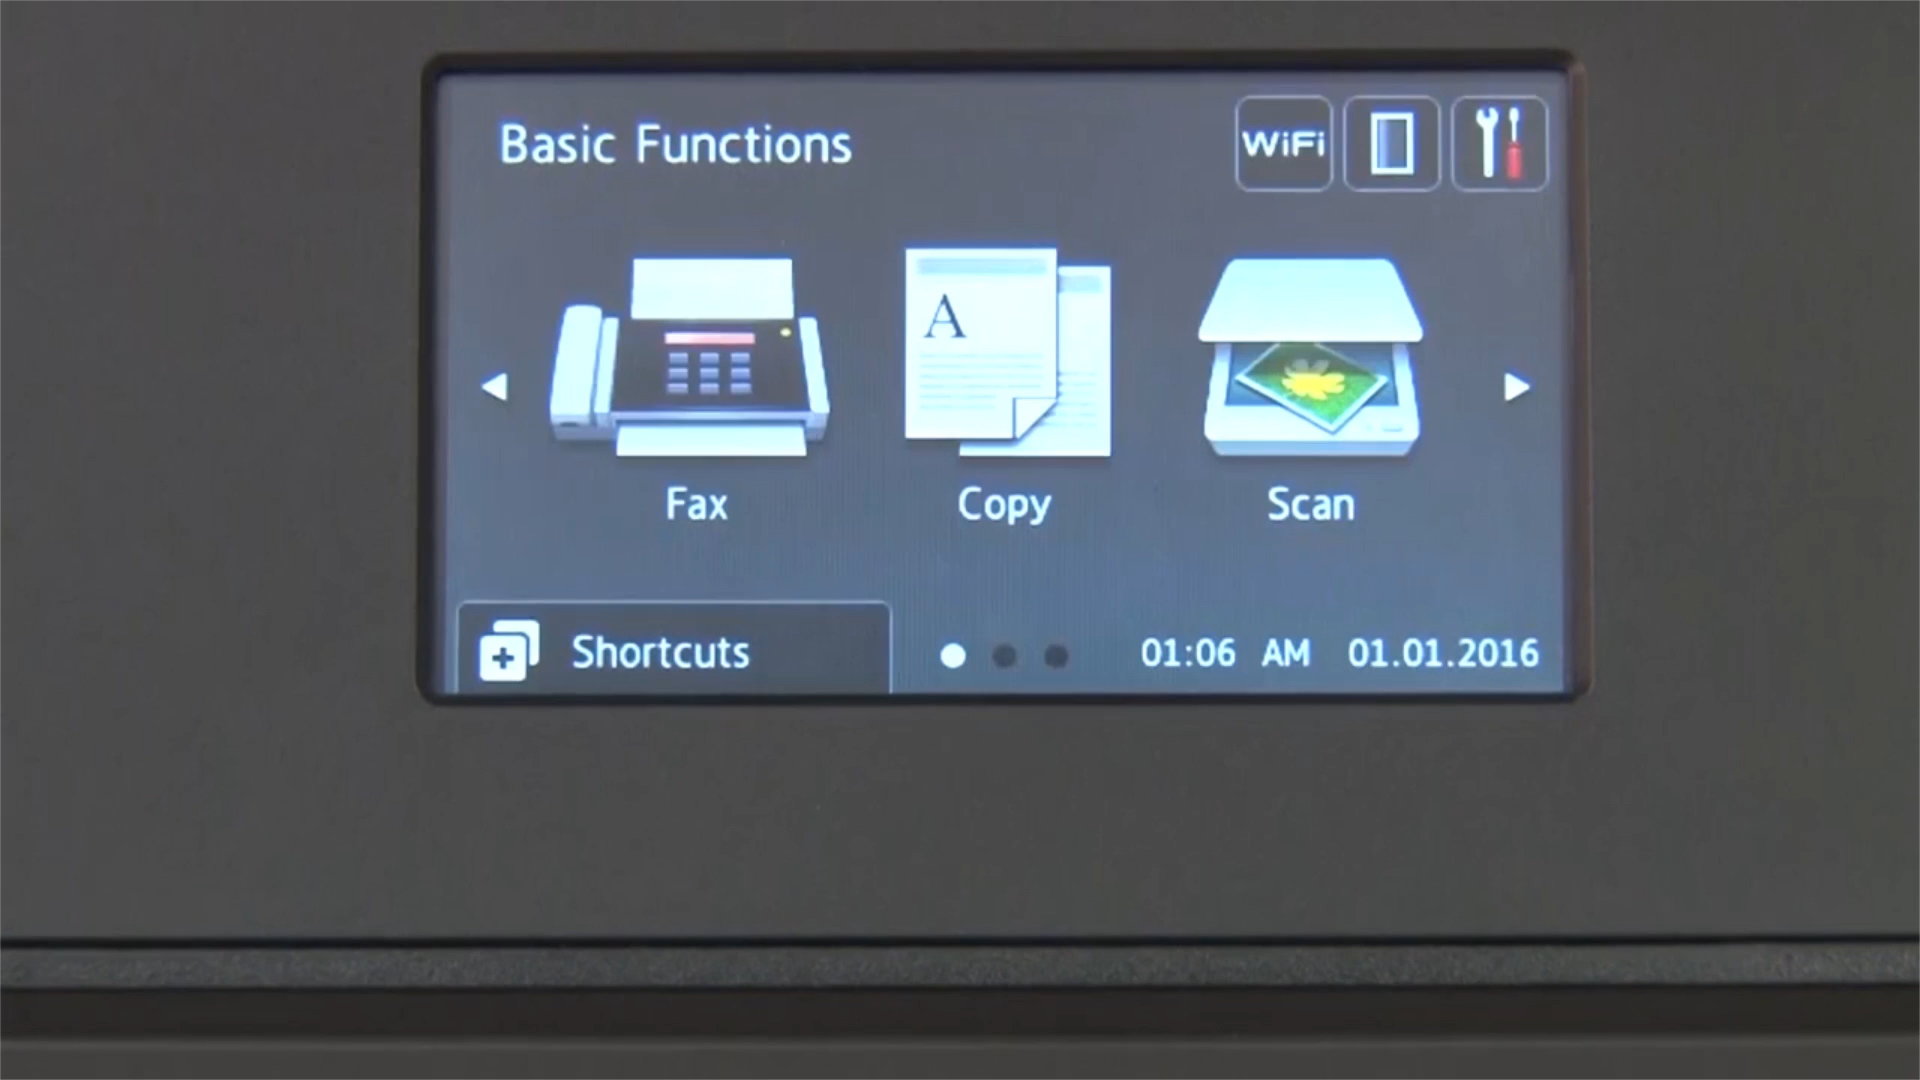 Basic Functions
WiFi
A
Fax
Copy
Scan
Shortcuts
01:06 AM 01.01.2016